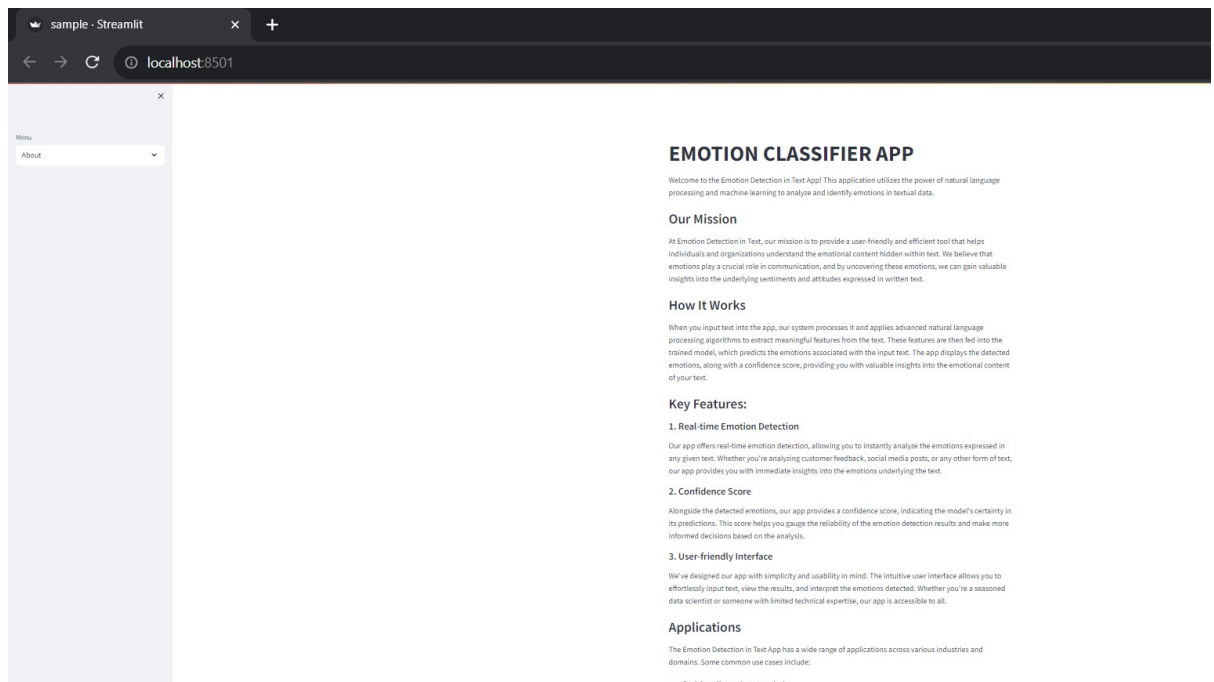 sample · Streamlit
localhost:8501
Menu
About
EMOTION CLASSIFIER APP
Welcome to the Emotion Detection in Text App! This application utilizes the power of natural language
processing and machine learning to analyze and identify emotions in textual data.
Our Mission
At Emotion Detection in Text, our mission is to provide a user-friendly and efficient tool that helps
individuals and organizations understand the emotional content hidden within text. We believe that
emotions play a crucial role in communication, and by uncovering these emotions, we can gain valuable
insights into the underlying sentiments and attitudes expressed in written text.
How It Works
When you input text into the app, our system processes it and applies advanced natural language
processing algorithms to extract meaningful features from the text. These features are then fed into the
trained model, which predicts the emotions associated with the input text. The app displays the detected
emotions, along with a confidence score, providing you with valuable insights into the emotional content
of your text.
Key Features:
1. Real-time Emotion Detection
Our app offers real-time emotion detection, allowing you to instantly analyze the emotions expressed in
any given text. Whether you're analyzing customer feedback, social media posts, or any other form of text,
our app provides you with immediate insights into the emotions underlying the text.
2. Confidence Score
Alongside the detected emotions, our app provides a confidence score, indicating the model's certainty in
its predictions. This score helps you gauge the reliability of the emotion detection results and make more
informed decisions based on the analysis.
3. User-friendly Interface
We've designed our app with simplicity and usability in mind. The intuitive user interface allows you to
effortlessly input text, view the results, and interpret the emotions detected. Whether you're a seasoned
data scientist or someone with limited technical expertise, our app is accessible to all.
Applications
The Emotion Detection in Text App has a wide range of applications across various industries and
domains. Some common use cases include: